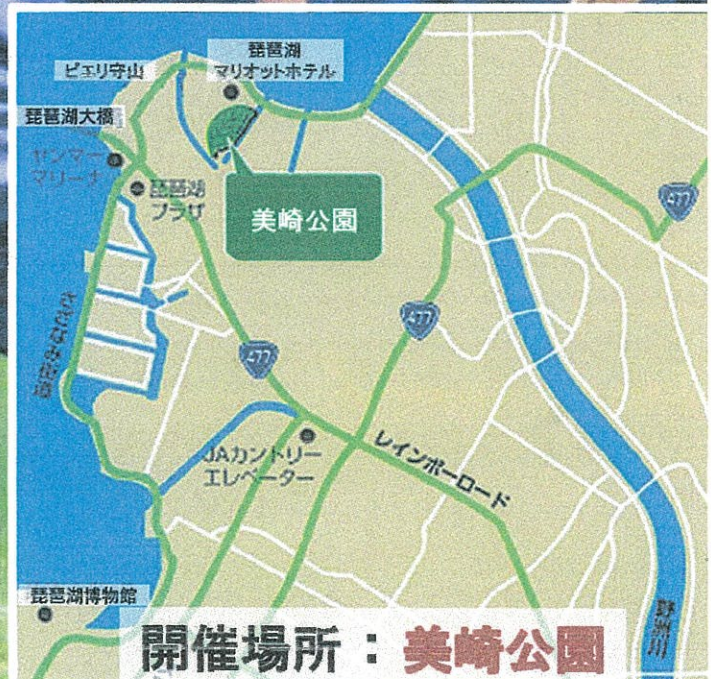 琵琶湖
マリオットホテル
ピエリ守山
琵琶湖大橋
ヤンマー
マリーナ
琵琶湖
プラザ
美崎公園
477
477
さざなみ街道
477
JAカントリー
エレベーター
レインボーロード
琵琶湖博物館
野洲川
開催場所：美崎公園